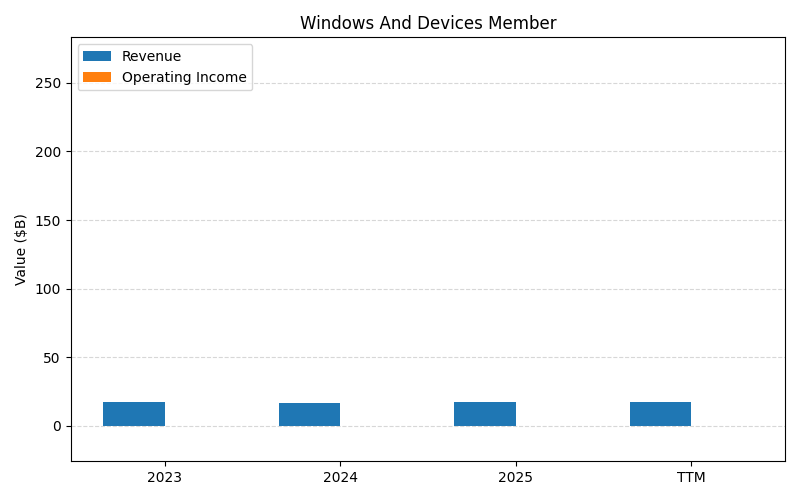 Windows And Devices Member
Revenue
Operating Income
Value ($B)
250
200
150
100
50
0
2023
2024
2025
TTM